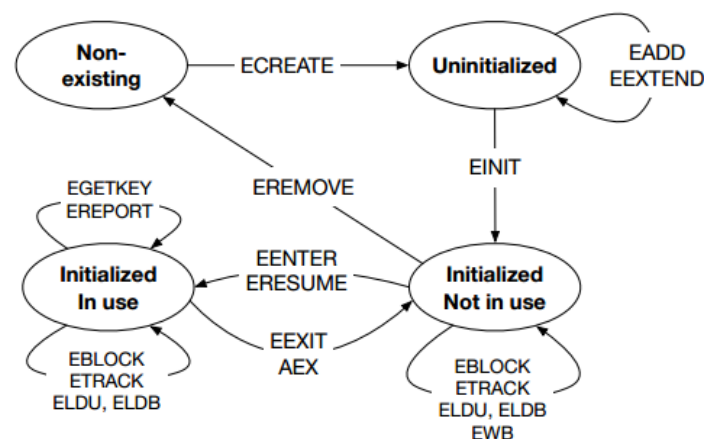 Non-
existing
ECREATE
Uninitialized
EADD
EEXTEND
EINIT
EREMOVE
EGETKEY
EREPORT
Initialized
In use
EENTER
ERESUME
Initialized
Not in use
EEXIT
AEX
EBLOCK
ETRACK
ELDU, ELDB
EBLOCK
ETRACK
ELDU, ELDB
EWB